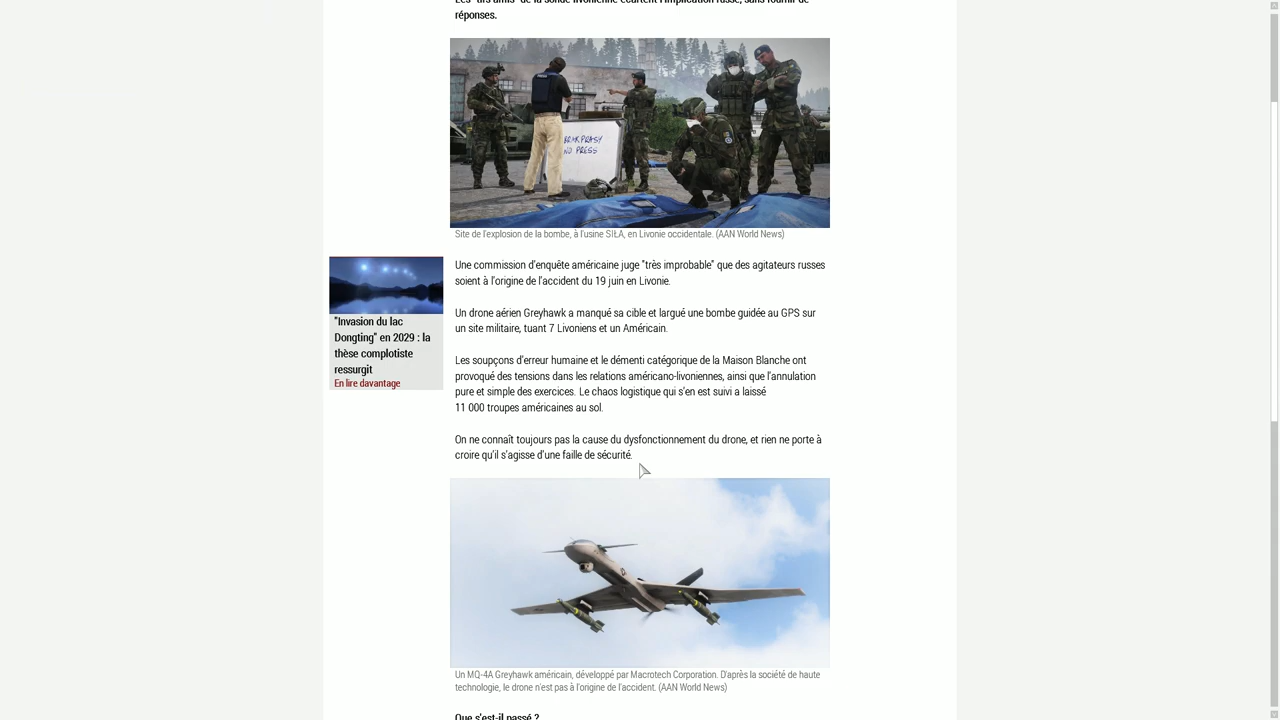 réponses.
PRESS
BRAK PRASY
NO PRESS
Site de l'explosion de la bombe, à l'usine SIŁA, en Livonie occidentale. (AAN World News)
Une commission d'enquête américaine juge "très improbable" que des agitateurs russes
soient à l'origine de l'accident du 19 juin en Livonie.
Un drone aérien Greyhawk a manqué sa cible et largué une bombe guidée au GPS sur
un site militaire, tuant 7 Livoniens et un Américain.
"Invasion du lac
Dongting" en 2029 : la
thèse complotiste
ressurgit
En lire davantage
Les soupçons d'erreur humaine et le démenti catégorique de la Maison Blanche ont
provoqué des tensions dans les relations américano-livoniennes, ainsi que l'annulation
pure et simple des exercices. Le chaos logistique qui s'en est suivi a laissé
11 000 troupes américaines au sol.
On ne connaît toujours pas la cause du dysfonctionnement du drone, et rien ne porte à
croire qu'il s'agisse d'une faille de sécurité.
Un MQ-4A Greyhawk américain, développé par Macrotech Corporation. D'après la société de haute
technologie, le drone n'est pas à l'origine de l'accident. (AAN World News)
Que s'est-il passé ?